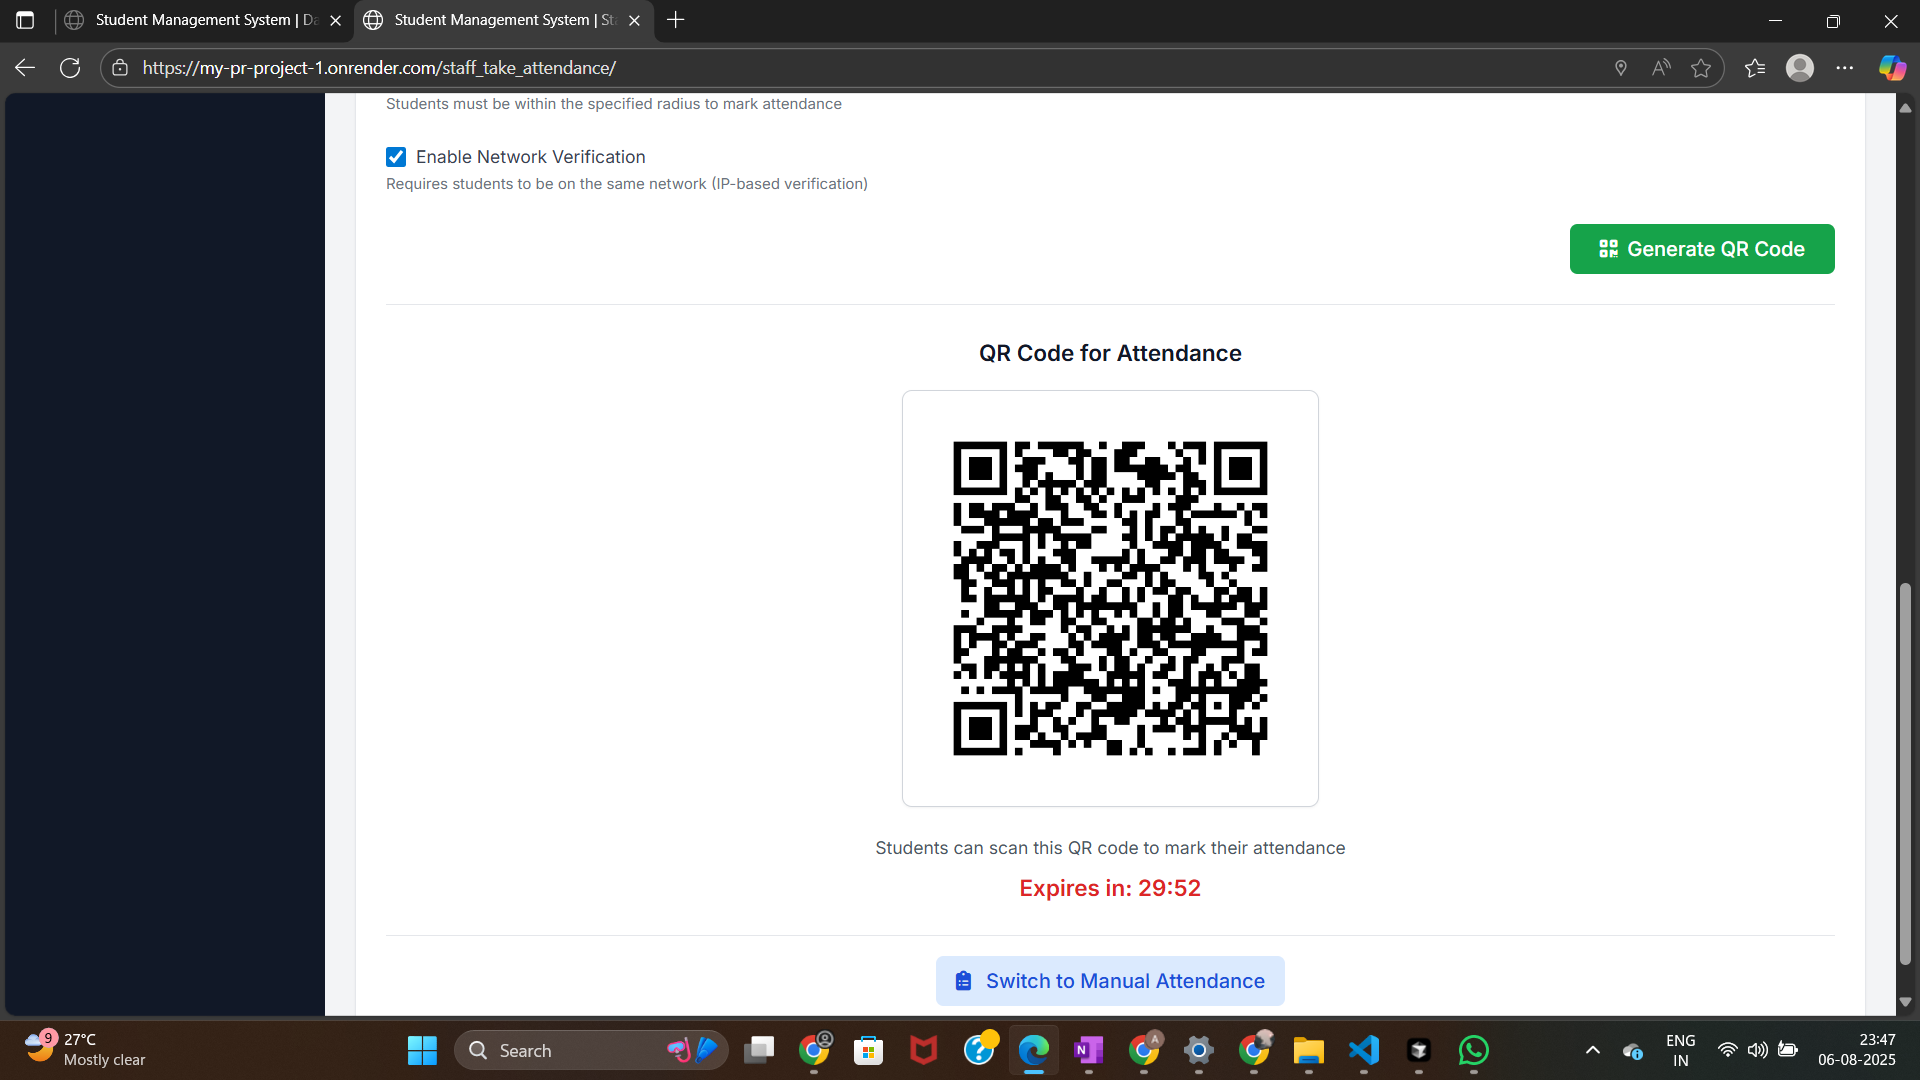 Student Management System | Da
Student Management System | Sta
https://my-pr-project-1.onrender.com/staff_take_attendance/
Students must be within the specified radius to mark attendance
Enable Network Verification
Requires students to be on the same network (IP-based verification)
Generate QR Code
QR Code for Attendance
Students can scan this QR code to mark their attendance
Expires in: 29:52
Switch to Manual Attendance
9
27°C
Mostly clear
Search
ENG
IN
23:47
06-08-2025